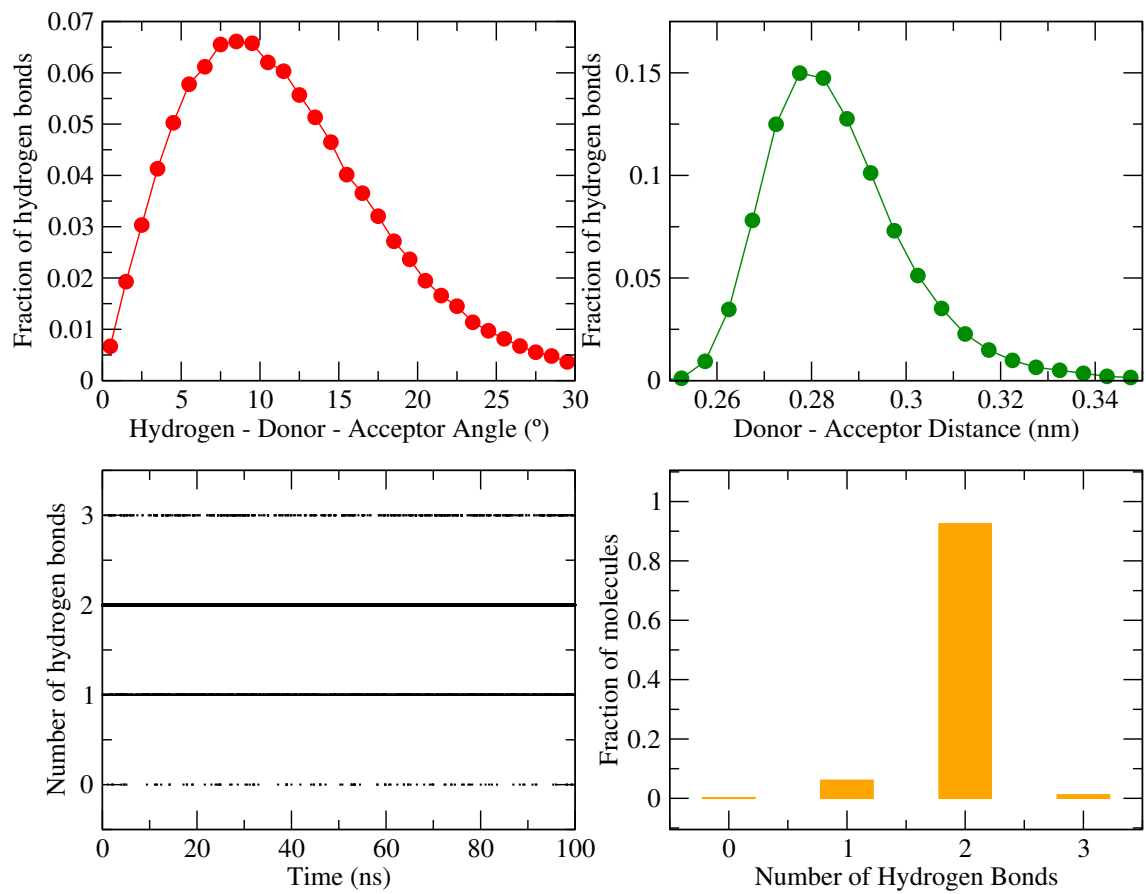 0.07
0.06
0.05
0.04
0.03
0.02
0.01
0
Fraction of hydrogen bonds
0 5 10 15 20 25 30
Hydrogen - Donor - Acceptor Angle (º)
0.15
0.1
0.05
0
Fraction of hydrogen bonds
0.26 0.28 0.3 0.32 0.34
Donor - Acceptor Distance (nm)
3
2
1
0
Number of hydrogen bonds
0 20 40 60 80 100
Time (ns)
1
0.8
0.6
0.4
0.2
0
Fraction of molecules
0 1 2 3
Number of Hydrogen Bonds